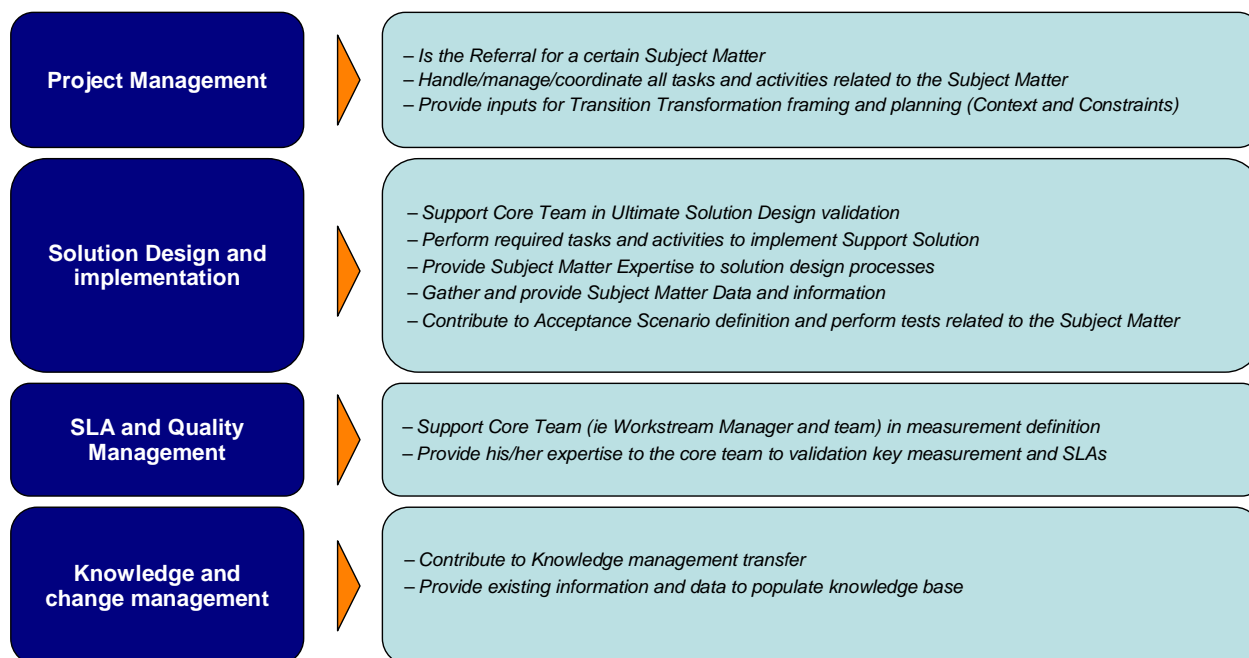 Project Management
– Is the Referral for a certain Subject Matter
– Handle/manage/coordinate all tasks and activities related to the Subject Matter
– Provide inputs for Transition Transformation framing and planning (Context and Constraints)
Solution Design and
implementation
– Support Core Team in Ultimate Solution Design validation
– Perform required tasks and activities to implement Support Solution
– Provide Subject Matter Expertise to solution design processes
– Gather and provide Subject Matter Data and information
– Contribute to Acceptance Scenario definition and perform tests related to the Subject Matter
SLA and Quality
Management
– Support Core Team (ie Workstream Manager and team) in measurement definition
– Provide his/her expertise to the core team to validation key measurement and SLAs
Knowledge and
change management
– Contribute to Knowledge management transfer
– Provide existing information and data to populate knowledge base